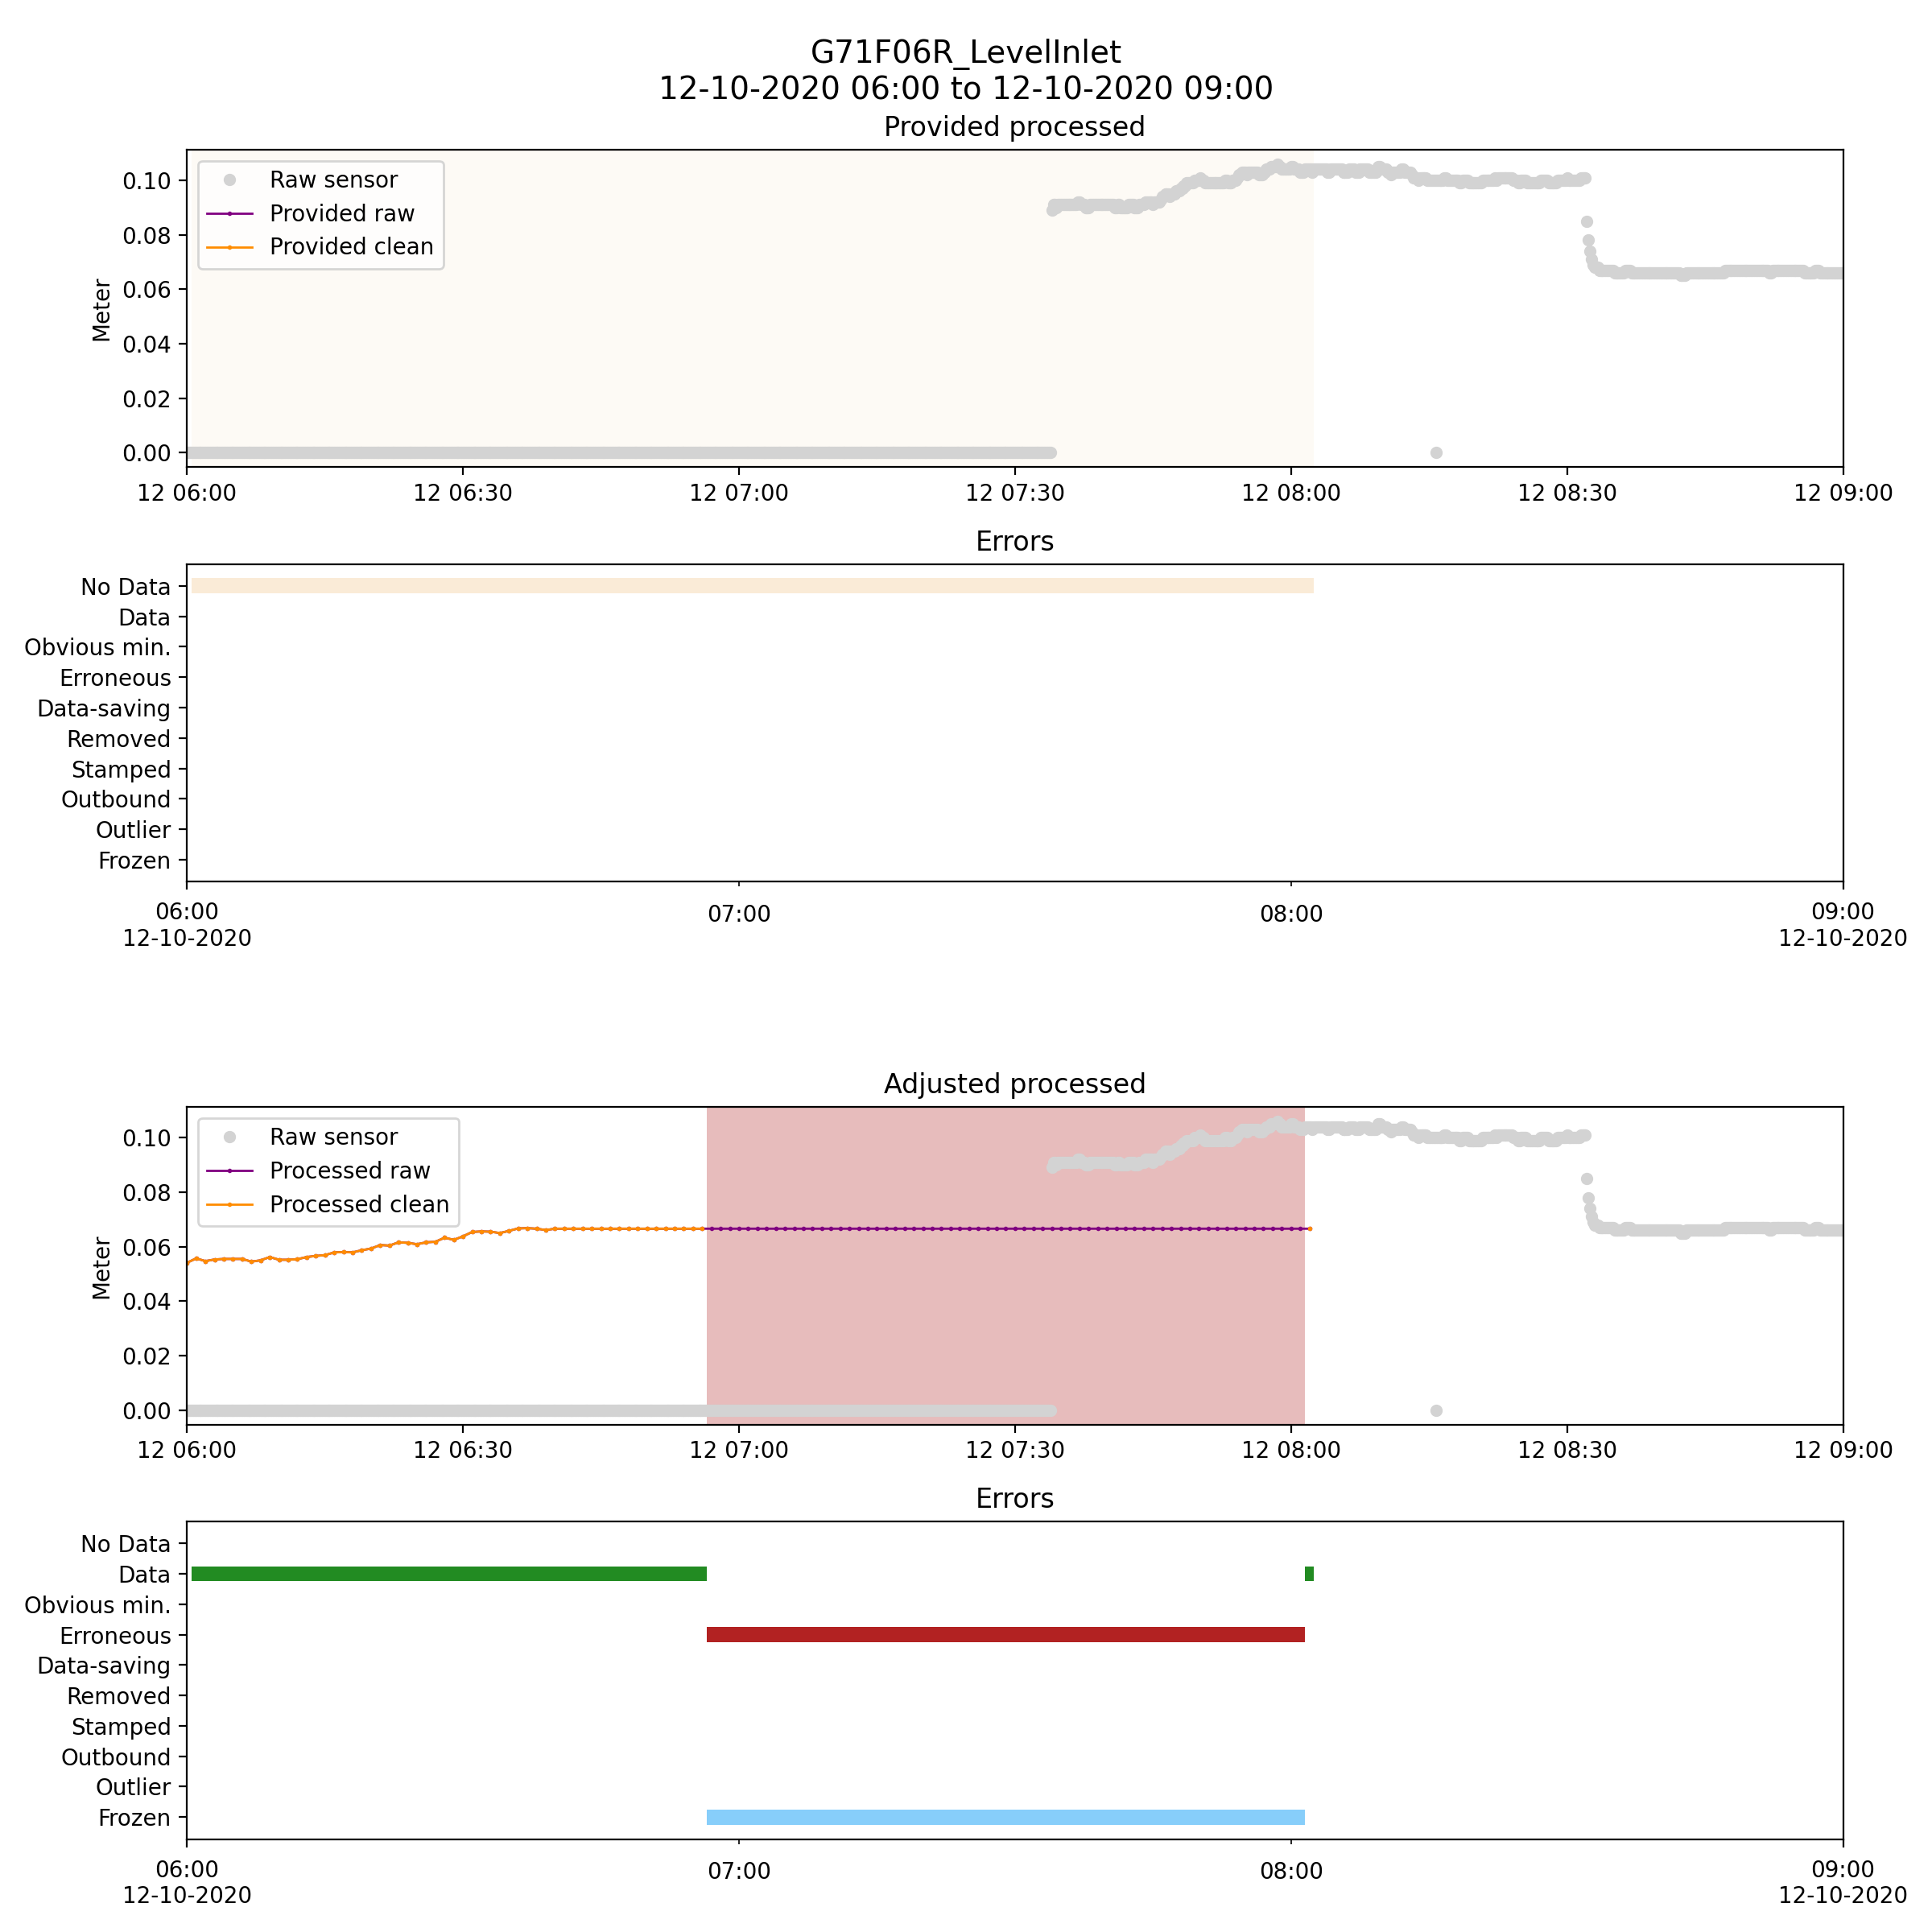 G71F06R_LevelInlet
12-10-2020 06:00 to 12-10-2020 09:00
Provided processed
Raw sensor
Provided raw
Provided clean
Meter
0.10
0.08
0.06
0.04
0.02
0.00
12 06:00
12 06:30
12 07:00
12 07:30
12 08:00
12 08:30
12 09:00
Errors
No Data
Data
Obvious min.
Erroneous
Data-saving
Removed
Stamped
Outbound
Outlier
Frozen
06:00
12-10-2020
07:00
08:00
09:00
12-10-2020
Adjusted processed
Raw sensor
Processed raw
Processed clean
Meter
0.10
0.08
0.06
0.04
0.02
0.00
12 06:00
12 06:30
12 07:00
12 07:30
12 08:00
12 08:30
12 09:00
Errors
No Data
Data
Obvious min.
Erroneous
Data-saving
Removed
Stamped
Outbound
Outlier
Frozen
06:00
12-10-2020
07:00
08:00
09:00
12-10-2020